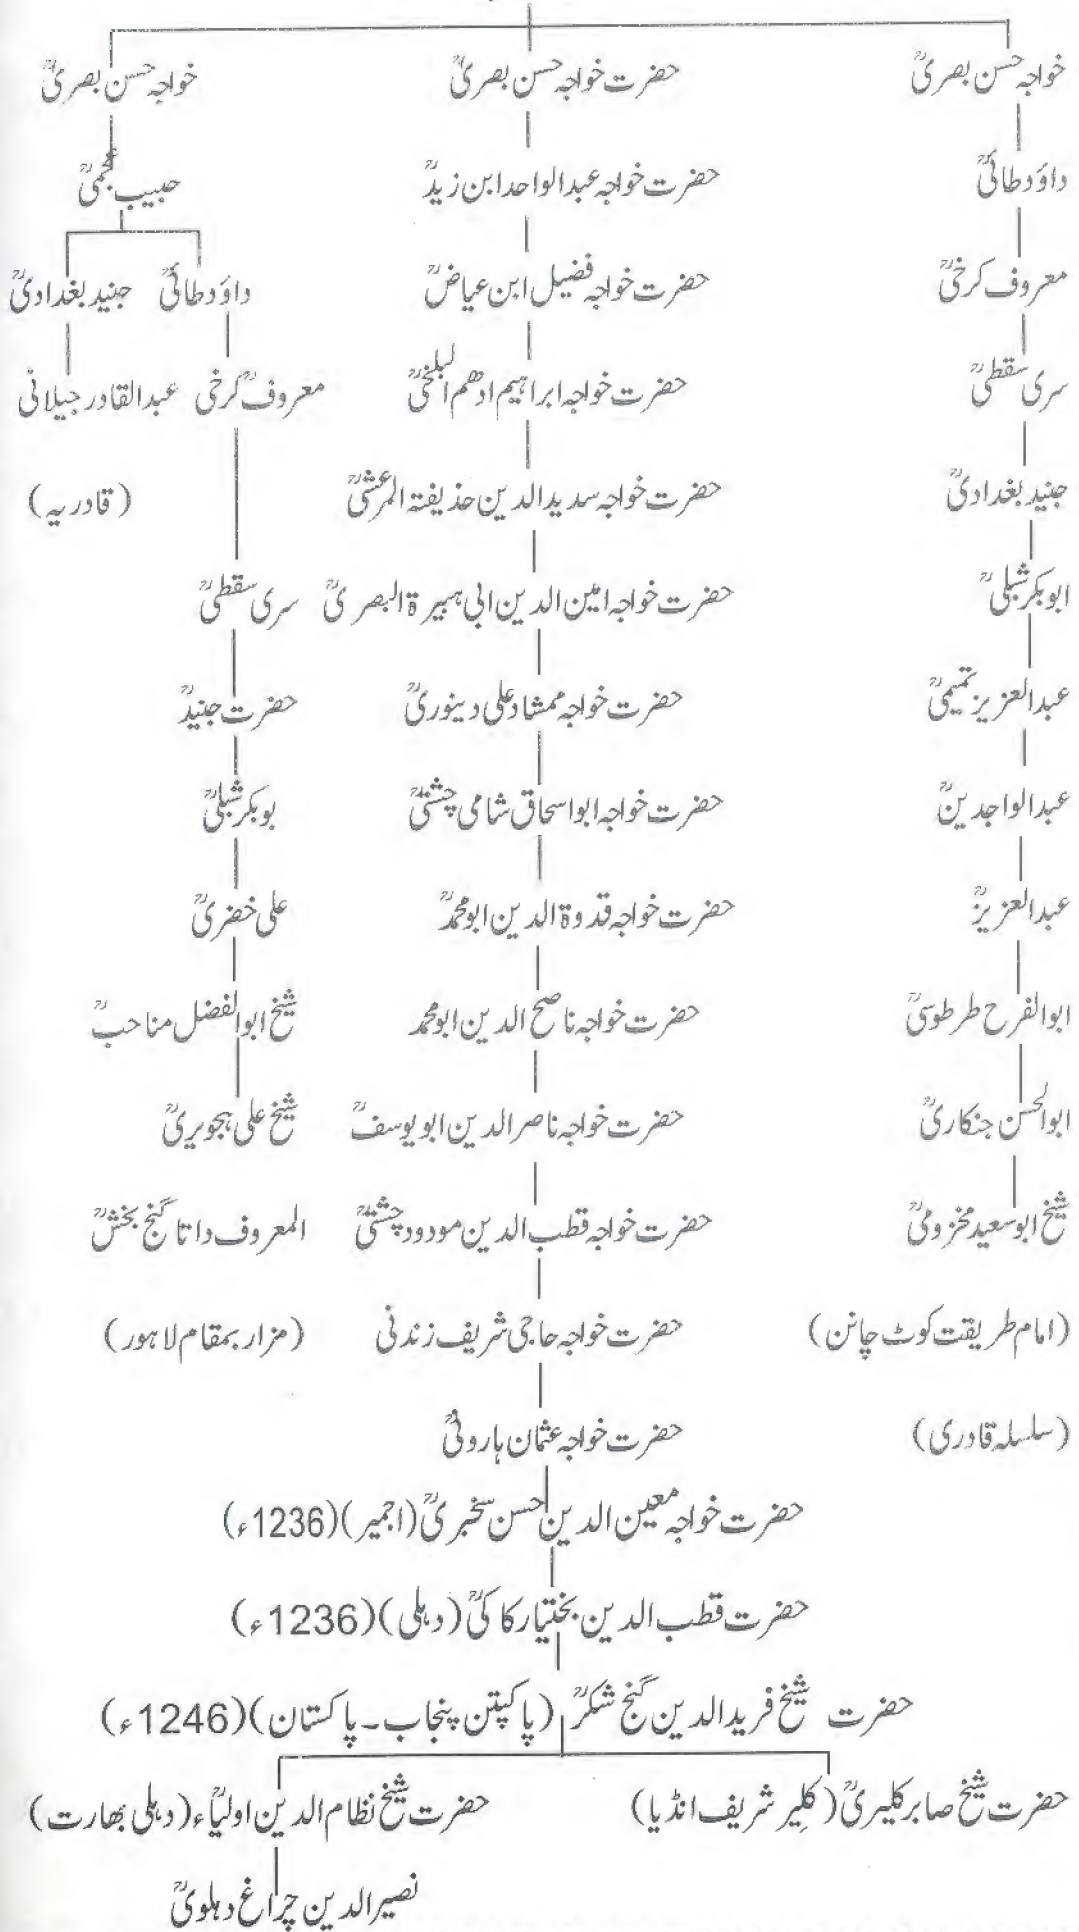 خواجہ حسن بصریؒ	حضرت خواجہ حسن بصریؒ	خواجہ حسن بصریؒ
داؤد طائیؒ	حضرت خواجہ عبدالواحد ابن زیدؒ	حبیب عجمیؒ
معروف کرخیؒ	حضرت خواجہ فضیل ابن عیاضؒ	داؤد طائیؒ	جنید بغدادیؒ
سری سقطیؒ	حضرت خواجہ ابراہیم ادھم البلخیؒ	معروفؒ کرخی	عبدالقادر جیلانی
جنید بغدادیؒ	حضرت خواجہ سدید الدین حذیفتہ المرعشیؒ	(قادریہ)
ابوبکر شبلیؒ	حضرت خواجہ امین الدین ابی ہبیرۃ البصریؒ	سری سقطیؒ
عبدالعزیز تمیمیؒ	حضرت خواجہ ممشاد علی دینوریؒ	حضرت جنیدؒ
عبدالواجدینؒ	حضرت خواجہ ابواسحاق شامی چشتیؒ	بوبکر شبلیؒ
عبدالعزیزؒ	حضرت خواجہ قدوۃ الدین ابومحمدؒ	علی خضریؒ
ابوالفرح طرطوسیؒ	حضرت خواجہ ناصح الدین ابومحمد	شیخ ابوالفضل مناحبؒ
ابوالحسن جنکاریؒ	حضرت خواجہ ناصر الدین ابویوسفؒ	شیخ علی ہجویریؒ
شیخ ابوسعید مخزومیؒ	حضرت خواجہ قطب الدین مودود چشتیؒ	المعروف داتا گنج بخشؒ
(امام طریقت کوٹ چانن)	حضرت خواجہ حاجی شریف زندنی	(مزار بمقام لاہور)
(سلسلہ قادری)	حضرت خواجہ عثمان ہارونیؒ
حضرت خواجہ معین الدین حسن سنجریؒ (اجمیر) (1236ء)
حضرت قطب الدین بختیار کاکیؒ (دہلی) (1236ء)
حضرت شیخ فرید الدین گنج شکرؒ (پاکپتن پنجاب۔ پاکستان) (1246ء)
حضرت شیخ صابر کلیریؒ (کلیر شریف انڈیا)	حضرت شیخ نظام الدین اولیاؒء (دہلی بھارت)
نصیر الدین چراغ دہلویؒ